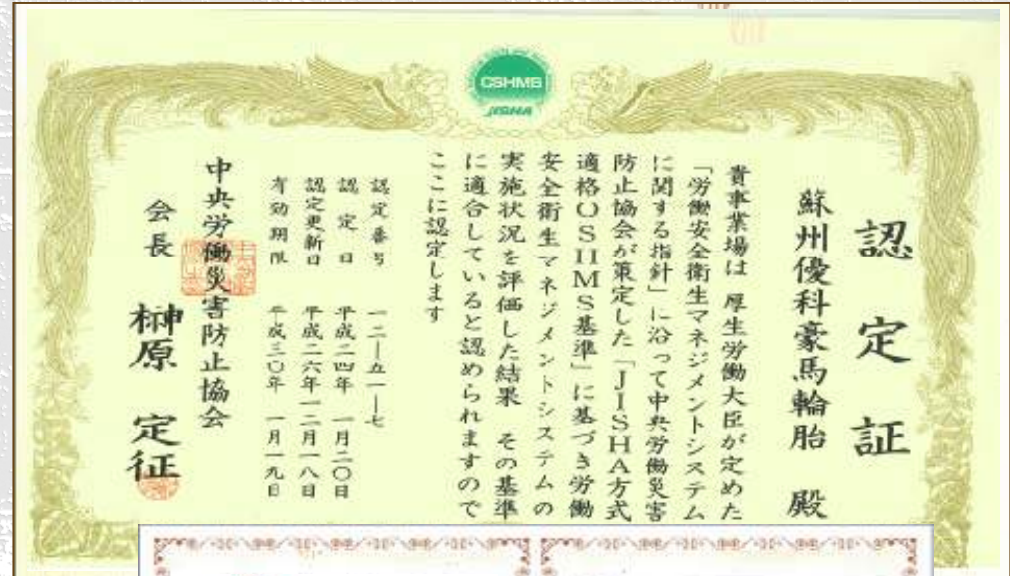 CSHMS
JISHA
認定証
蘇州優科豪馬輪胎 殿
貴事業場は 厚生労働大臣が定めた
「労働安全衛生マネジメントシステム
に関する指針」に沿って中央労働災害
防止協会が策定した「JISHA方式
適格OSHMS基準」に基づき労働
安全衛生マネジメントシステムの
実施状況を評価した結果 その基準
に適合していると認められますので
ここに認定します
認定番号 一二―五一―七
認定日 平成二四年 一月二〇日
認定更新日 平成二六年一二月一八日
有効期限 平成三〇年 一月一九日
中央労働災害防止協会
会長 榊原 定征